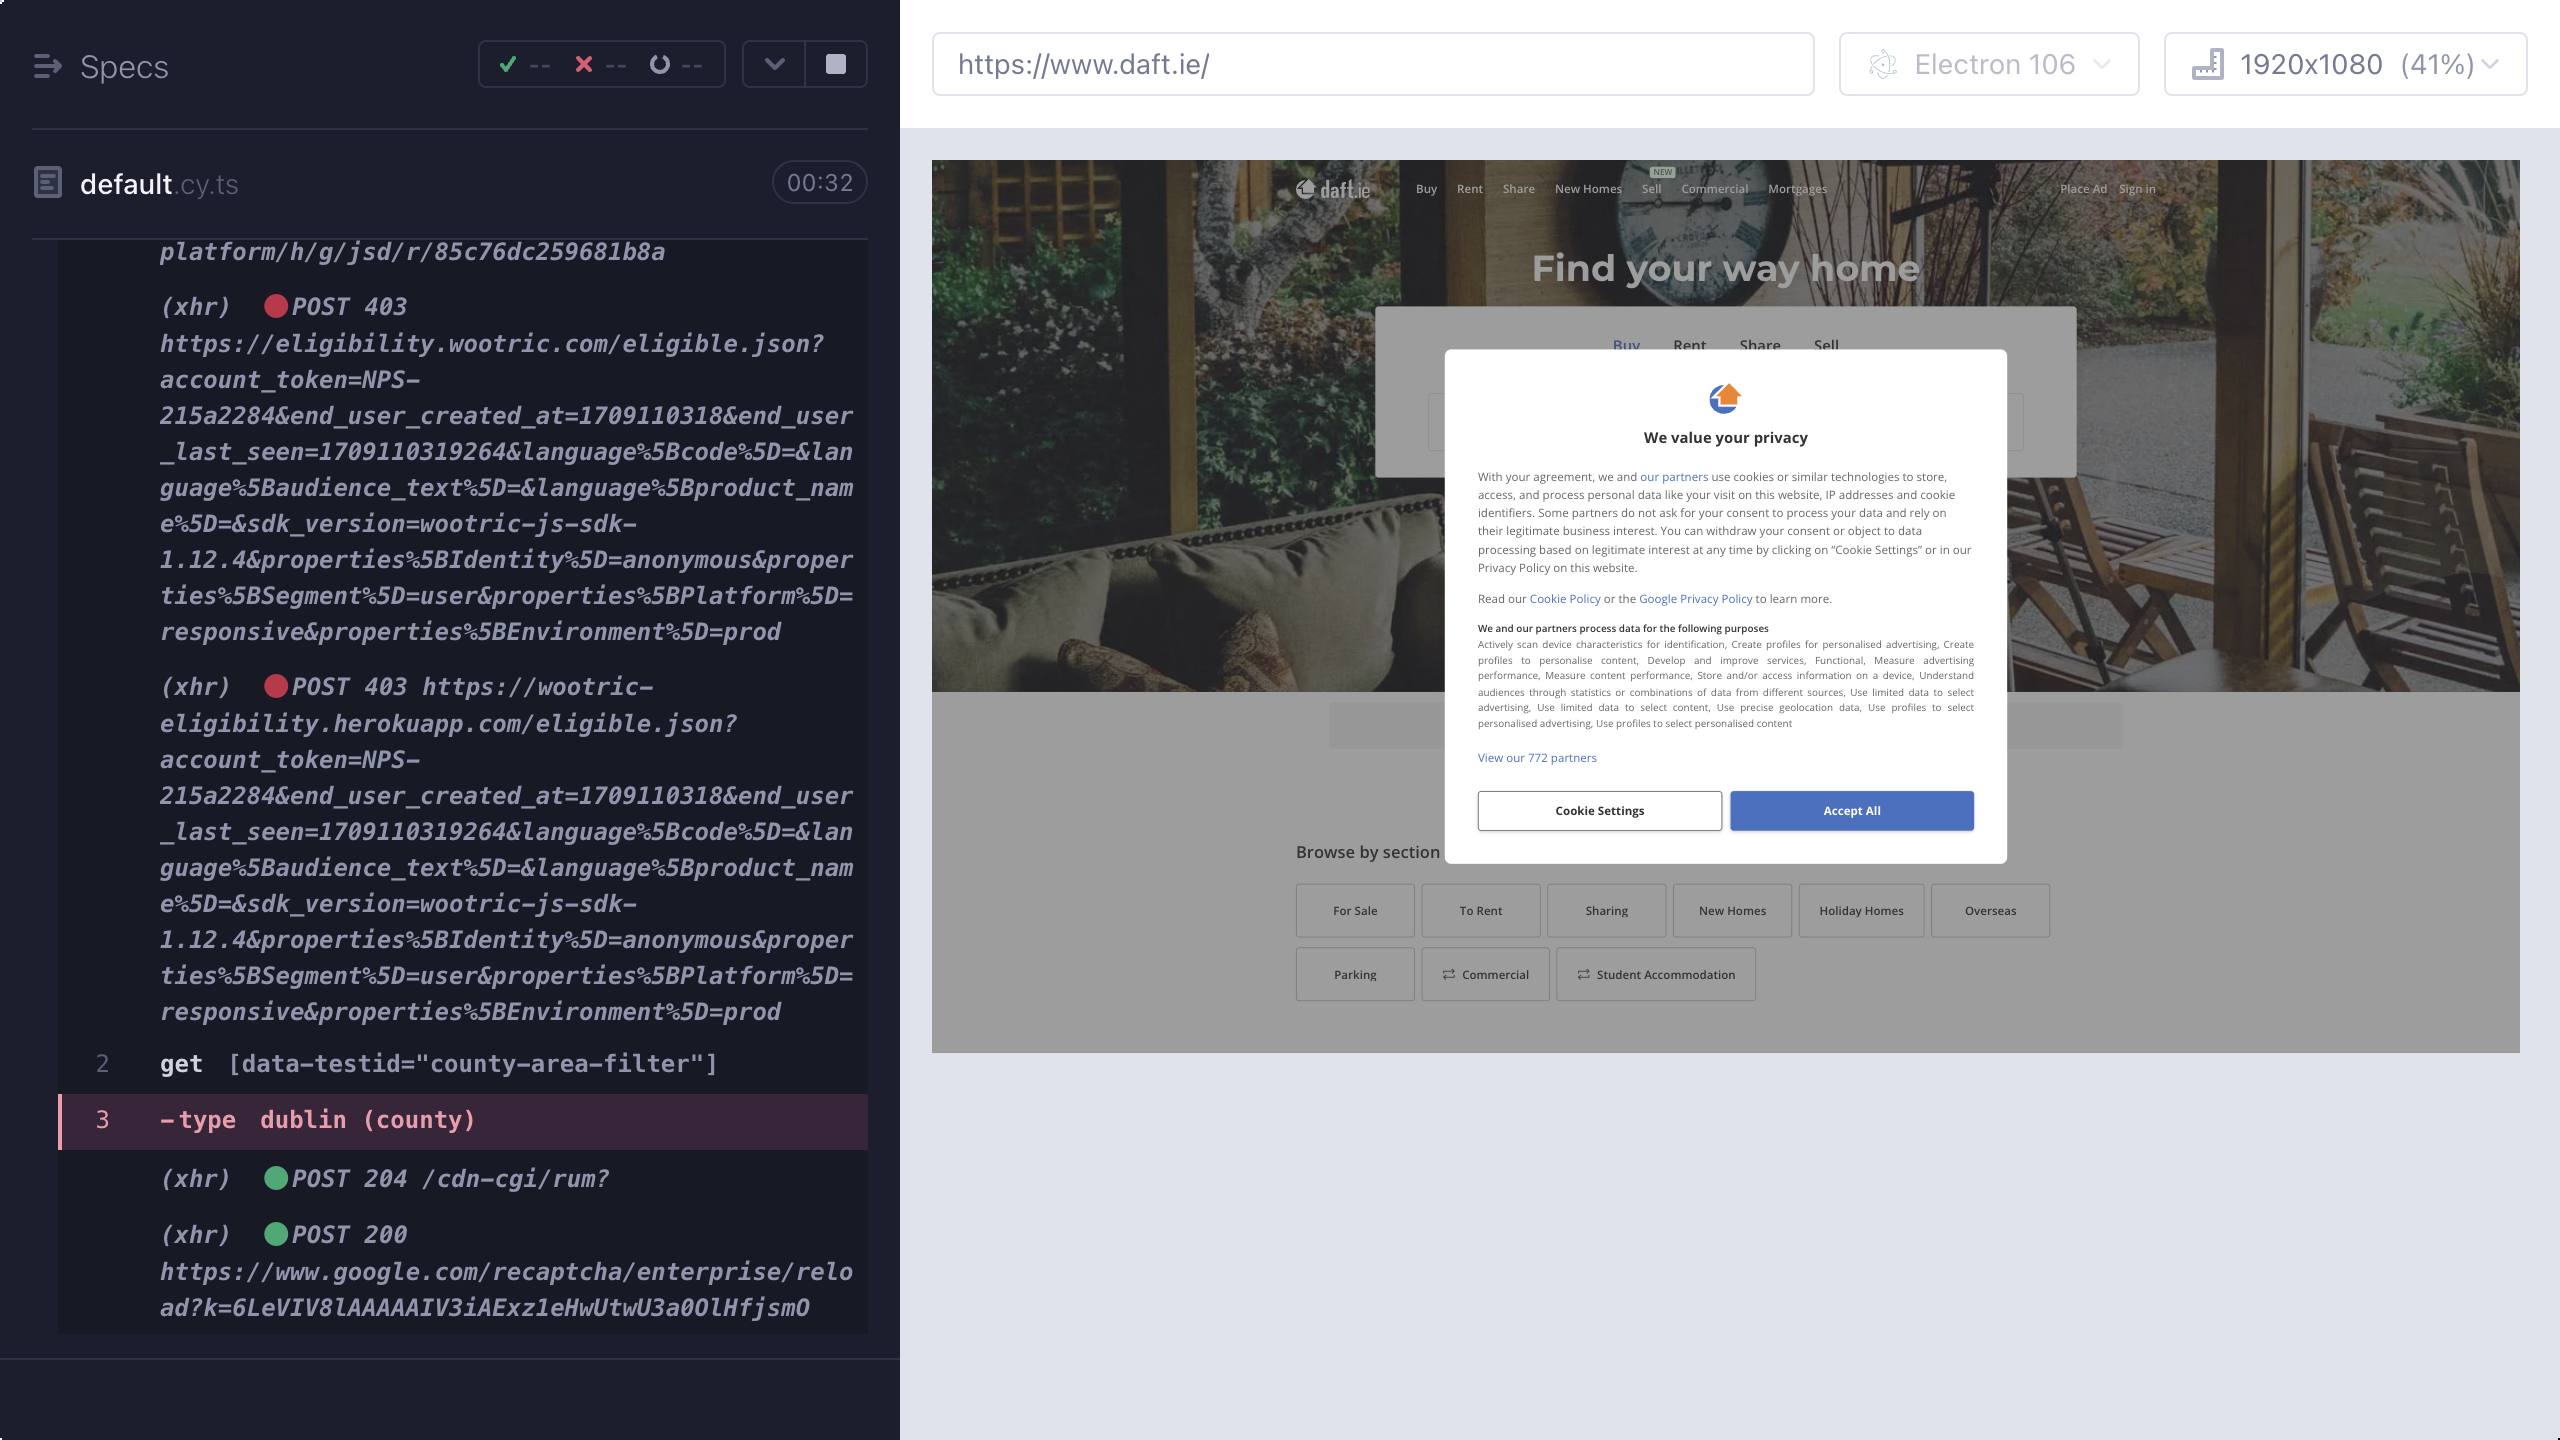 Specs
--
--
--
default.cy.ts
00:32
platform/h/g/jsd/r/85c76dc259681b8a
(xhr) POST 403
https://eligibility.wootric.com/eligible.json?
account_token=NPS-
215a2284&end_user_created_at=1709110318&end_user
_last_seen=1709110319264&language%5Bcode%5D=&lan
guage%5Baudience_text%5D=&language%5Bproduct_nam
e%5D=&sdk_version=wootric-js-sdk-
1.12.4&properties%5BIdentity%5D=anonymous&proper
ties%5BSegment%5D=user&properties%5BPlatform%5D=
responsive&properties%5BEnvironment%5D=prod
(xhr) POST 403 https://wootric-
eligibility.herokuapp.com/eligible.json?
account_token=NPS-
215a2284&end_user_created_at=1709110318&end_user
_last_seen=1709110319264&language%5Bcode%5D=&lan
guage%5Baudience_text%5D=&language%5Bproduct_nam
e%5D=&sdk_version=wootric-js-sdk-
1.12.4&properties%5BIdentity%5D=anonymous&proper
ties%5BSegment%5D=user&properties%5BPlatform%5D=
responsive&properties%5BEnvironment%5D=prod
2 get [data-testid="county-area-filter"]
3 -type dublin (county)
(xhr) POST 204 /cdn-cgi/rum?
(xhr) POST 200
https://www.google.com/recaptcha/enterprise/relo
ad?k=6LeVIV8lAAAAAIV3iAExz1eHwUtwU3a0OlHfjsmO
https://www.daft.ie/
Electron 106
1920x1080 (41%)
daft.ie
Buy Rent Share New Homes Sell Commercial Mortgages
NEW
Place Ad Sign in
Find your way home
Buy Rent Share Sell
We value your privacy
With your agreement, we and our partners use cookies or similar technologies to store,
access, and process personal data like your visit on this website, IP addresses and cookie
identifiers. Some partners do not ask for your consent to process your data and rely on
their legitimate business interest. You can withdraw your consent or object to data
processing based on legitimate interest at any time by clicking on “Cookie Settings” or in our
Privacy Policy on this website.
Read our Cookie Policy or the Google Privacy Policy to learn more.
We and our partners process data for the following purposes
Actively scan device characteristics for identification, Create profiles for personalised advertising, Create
profiles to personalise content, Develop and improve services, Functional, Measure advertising
performance, Measure content performance, Store and/or access information on a device, Understand
audiences through statistics or combinations of data from different sources, Use limited data to select
advertising, Use limited data to select content, Use precise geolocation data, Use profiles to select
personalised advertising, Use profiles to select personalised content
View our 772 partners
Cookie Settings
Accept All
Browse by section
For Sale
To Rent
Sharing
New Homes
Holiday Homes
Overseas
Parking
Commercial
Student Accommodation